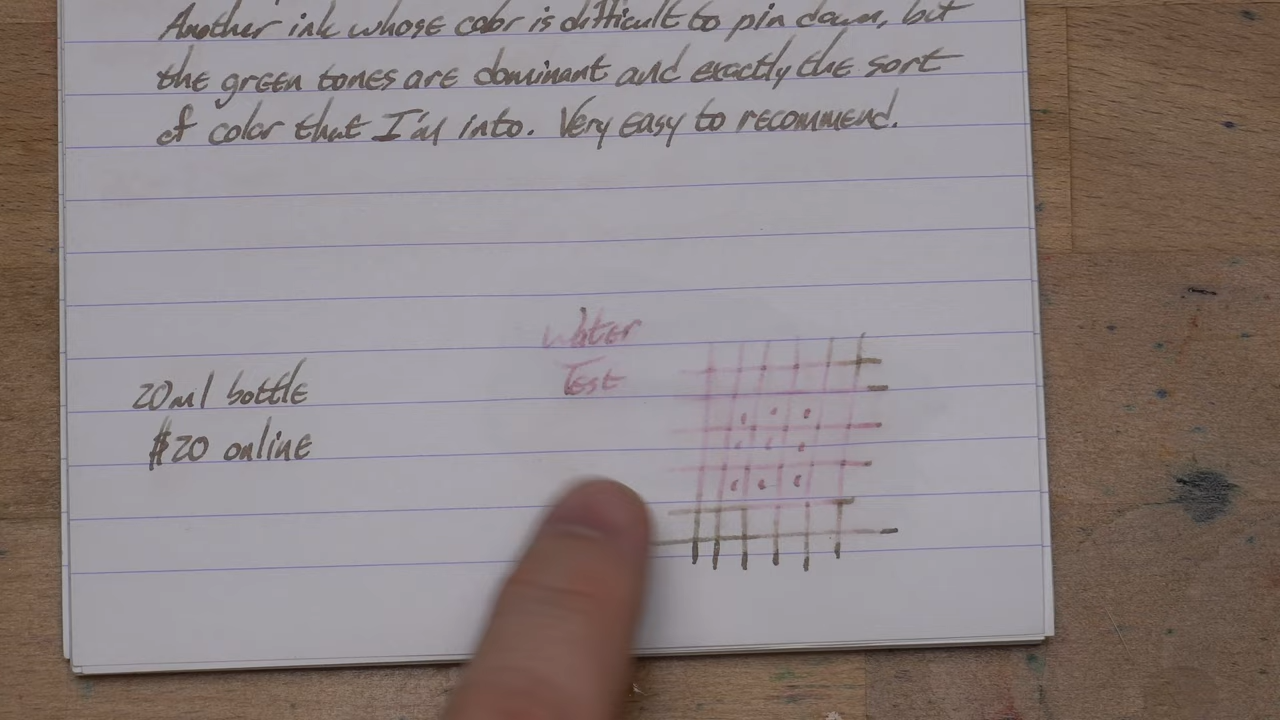 Another ink whose color is difficult to pin down, but
the green tones are dominant and exactly the sort
of color that I'm into. Very easy to recommend.
Water
Test
20ml bottle
$20 online